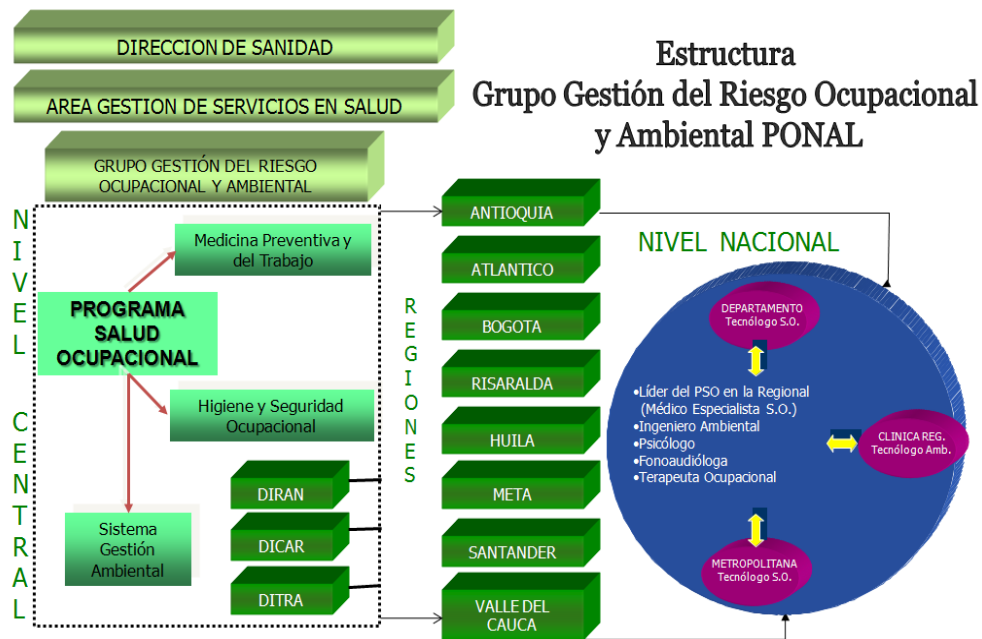 DIRECCION DE SANIDAD
AREA GESTION DE SERVICIOS EN SALUD
GRUPO GESTIÓN DEL RIESGO
OCUPACIONAL Y AMBIENTAL
Estructura
Grupo Gestión del Riesgo Ocupacional
y Ambiental PONAL
NIVEL CENTRAL
Medicina Preventiva y
del Trabajo
PROGRAMA
SALUD
OCUPACIONAL
Higiene y Seguridad
Ocupacional
Sistema
Gestión
Ambiental
DIRAN
DICAR
DITRA
REGIONES
ANTIOQUIA
ATLANTICO
BOGOTA
RISARALDA
HUILA
META
SANTANDER
VALLE DEL
CAUCA
NIVEL NACIONAL
DEPARTAMENTO
Tecnólogo S.O.
•Líder del PSO en la Regional
(Médico Especialista S.O.)
•Ingeniero Ambiental
•Psicólogo
•Fonoaudióloga
•Terapeuta Ocupacional
CLINICA REG.
Tecnólogo Amb.
METROPOLITANA
Tecnólogo S.O.